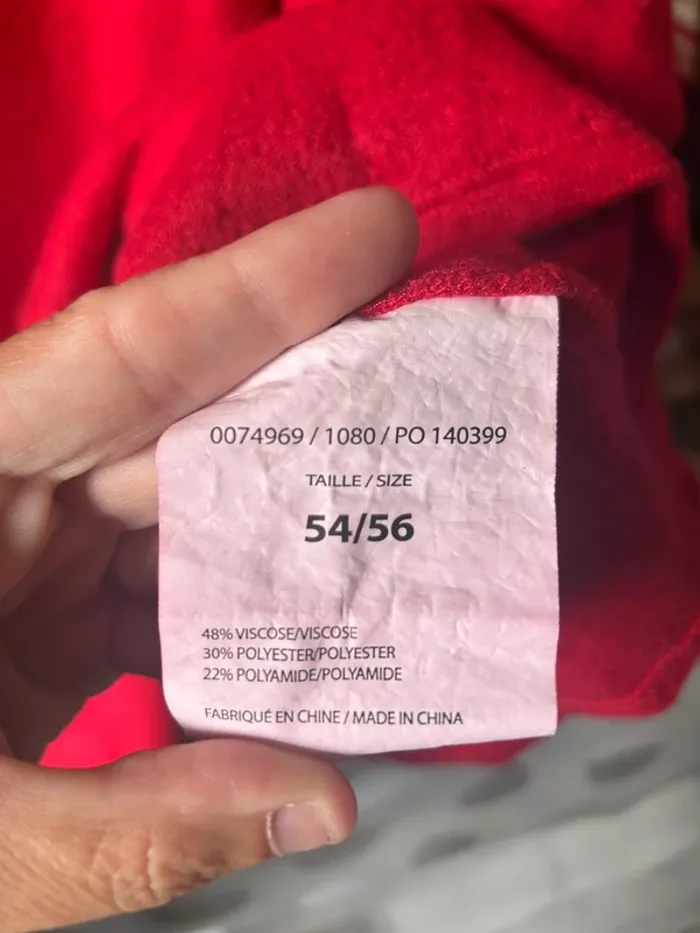 0074969 / 1080 / PO 140399
TAILLE / SIZE
54/56
48% VISCOSE/VISCOSE
30% POLYESTER/POLYESTER
22% POLYAMIDE/POLYAMIDE
FABRIQUÉ EN CHINE / MADE IN CHINA